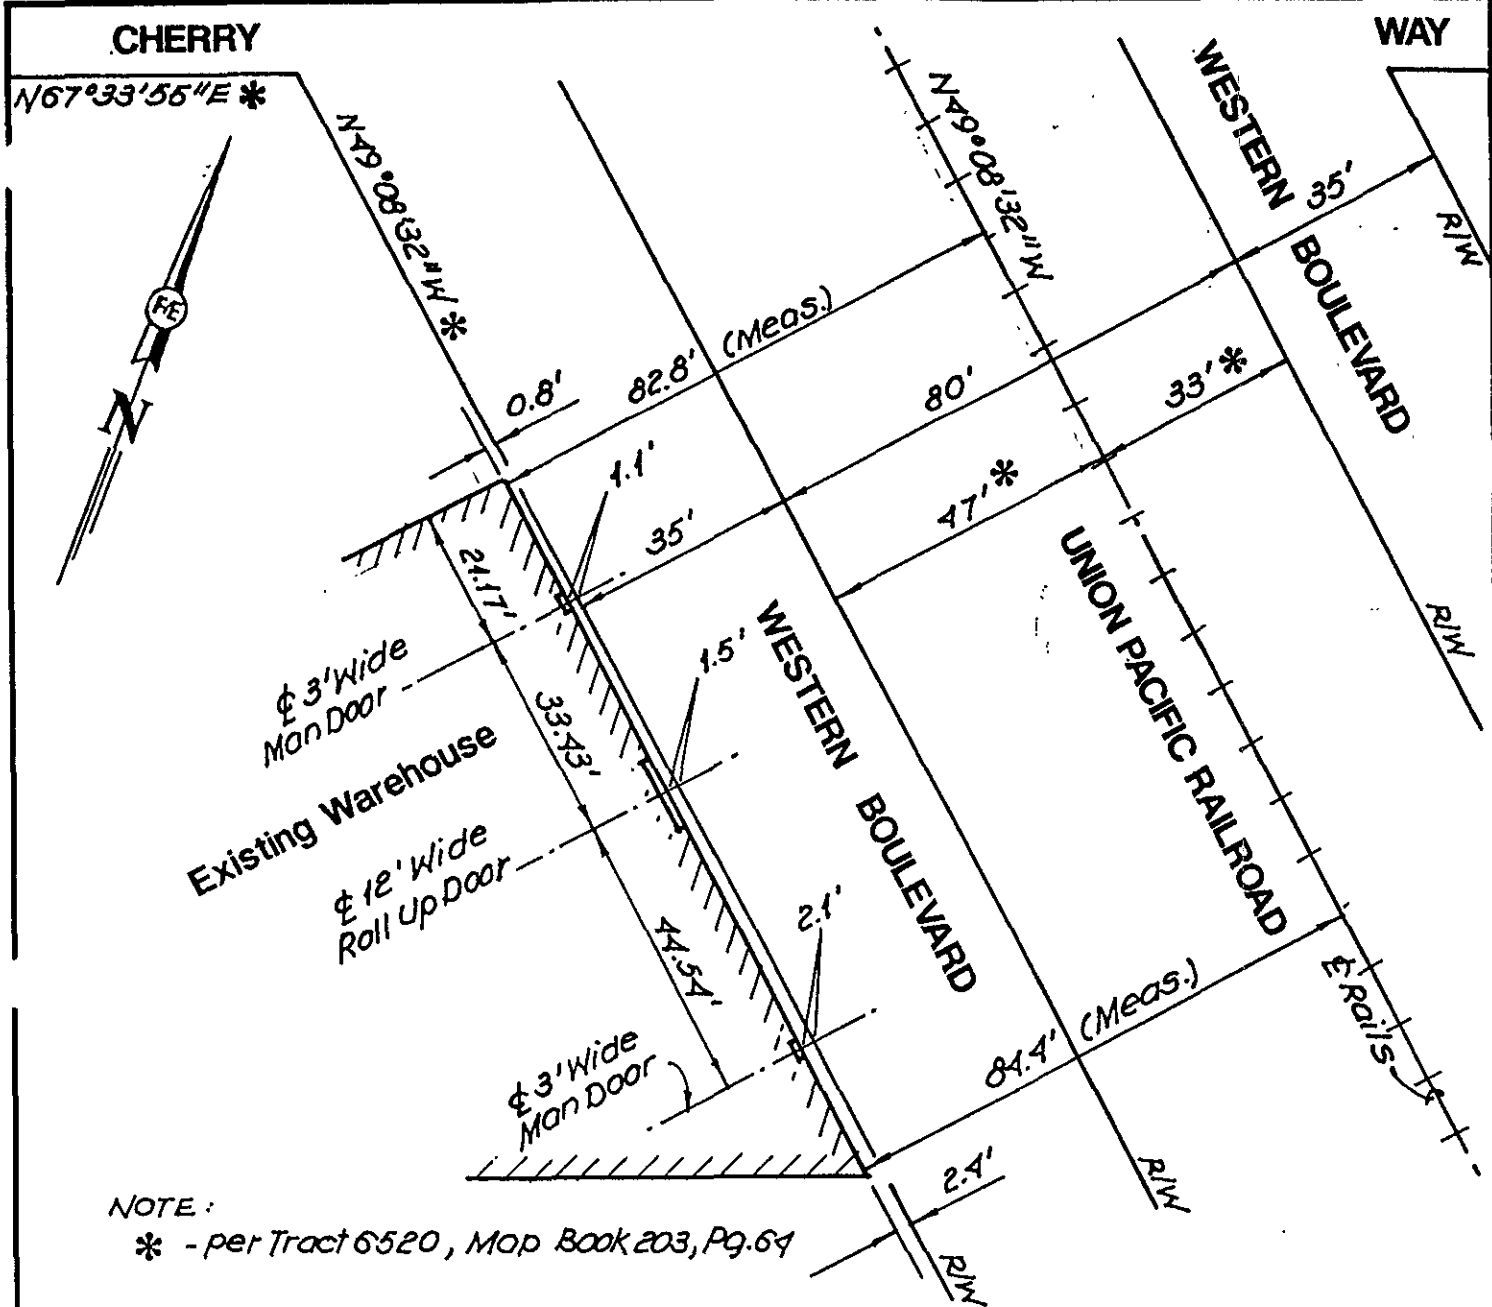 CHERRY
WAY
N67°33'55"E *
N49°08'32"W *
N49°08'32"W
WESTERN BOULEVARD
35'
R/W
F/E
N
0.8'
82.8' (Meas.)
80'
33' *
1.1'
47' *
35'
24.17'
UNION PACIFIC RAILROAD
R/W
℄ 3' Wide
Man Door
33.43'
1.5'
WESTERN BOULEVARD
Existing Warehouse
℄ 12' Wide
Roll Up Door
44.54'
2.1'
84.4' (Meas.)
℄ Rails
℄ 3' Wide
Man Door
2.4'
R/W
R/W
NOTE:
* - per Tract 6520, Map Book 203, Pg.64